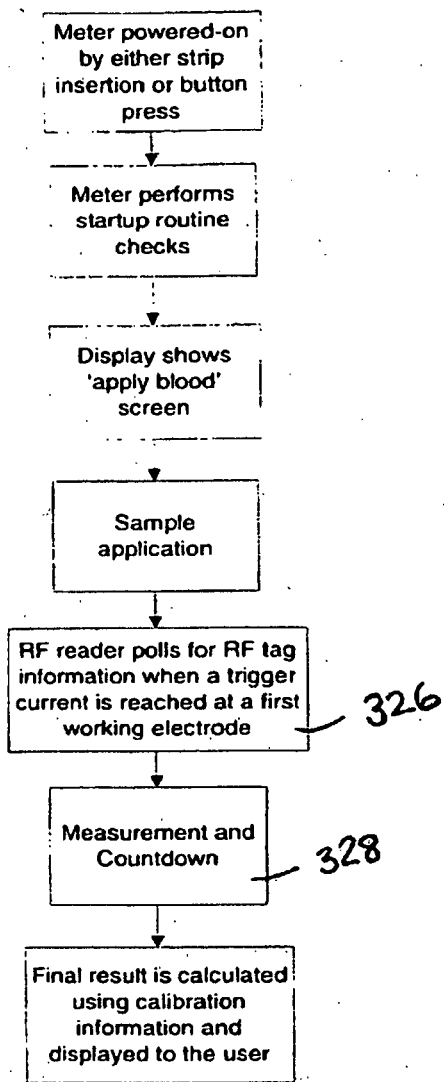 Meter powered-on
by either strip
insertion or button
press
Meter performs
startup routine
checks
Display shows
'apply blood'
screen
Sample
application
RF reader polls for RF tag
information when a trigger
current is reached at a first
working electrode
326
Measurement and
Countdown
328
Final result is calculated
using calibration
information and
displayed to the user